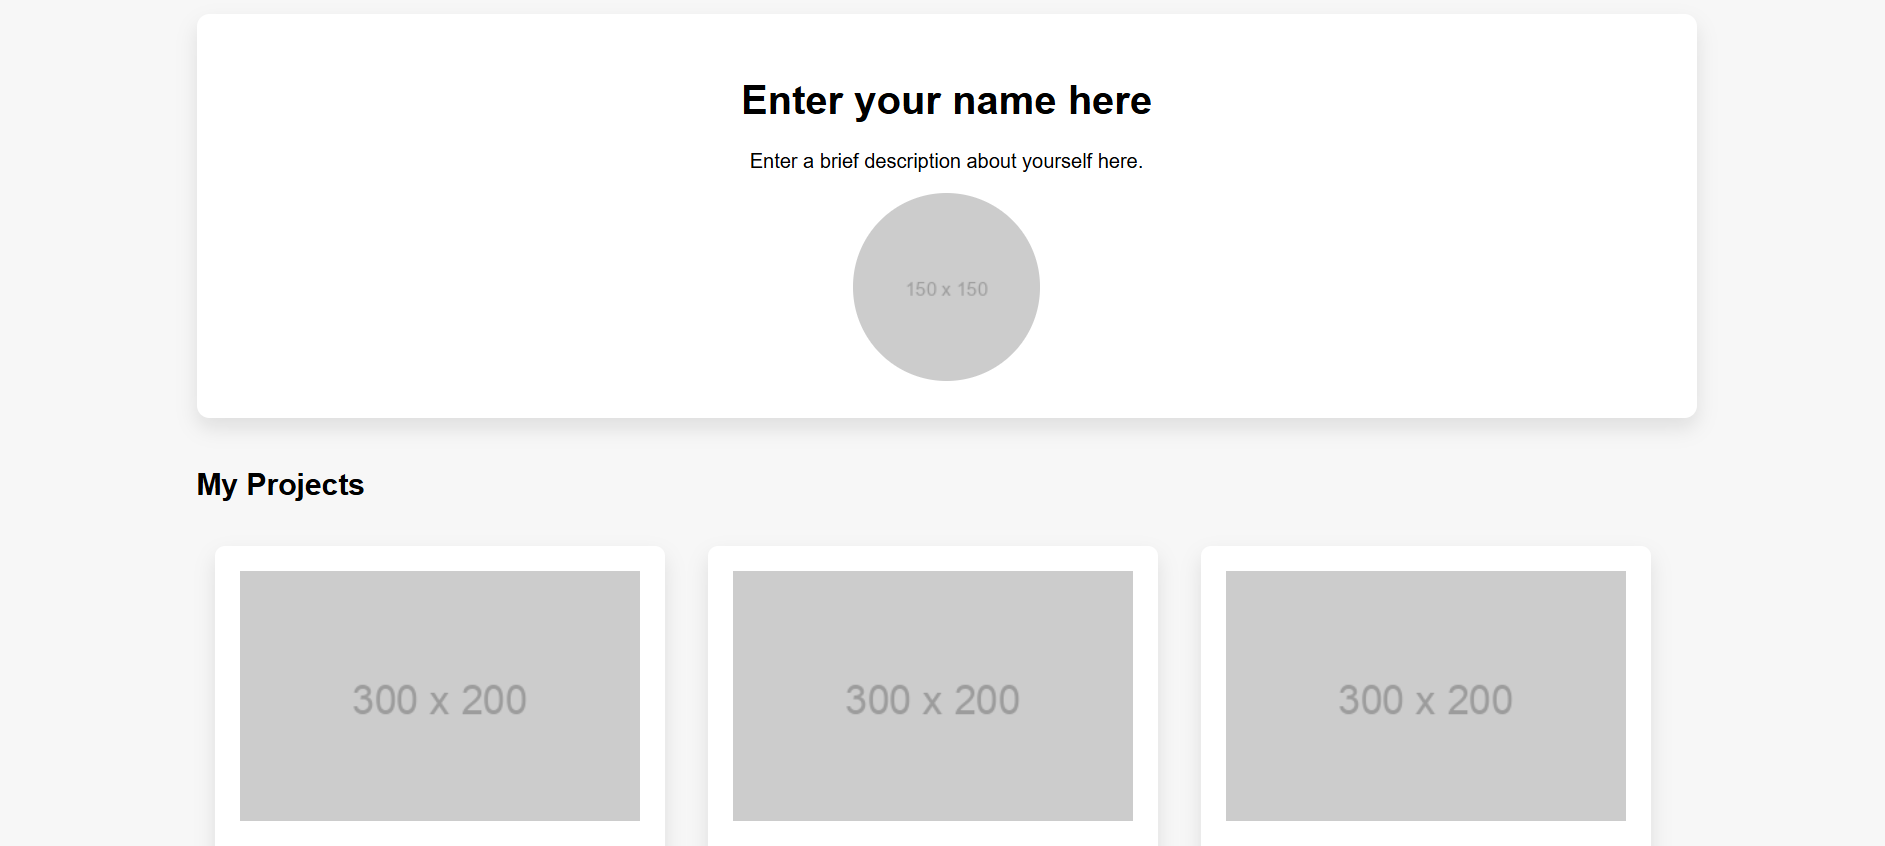 Enter your name here
Enter a brief description about yourself here.
150 x 150
My Projects
300 x 200
300 x 200
300 x 200